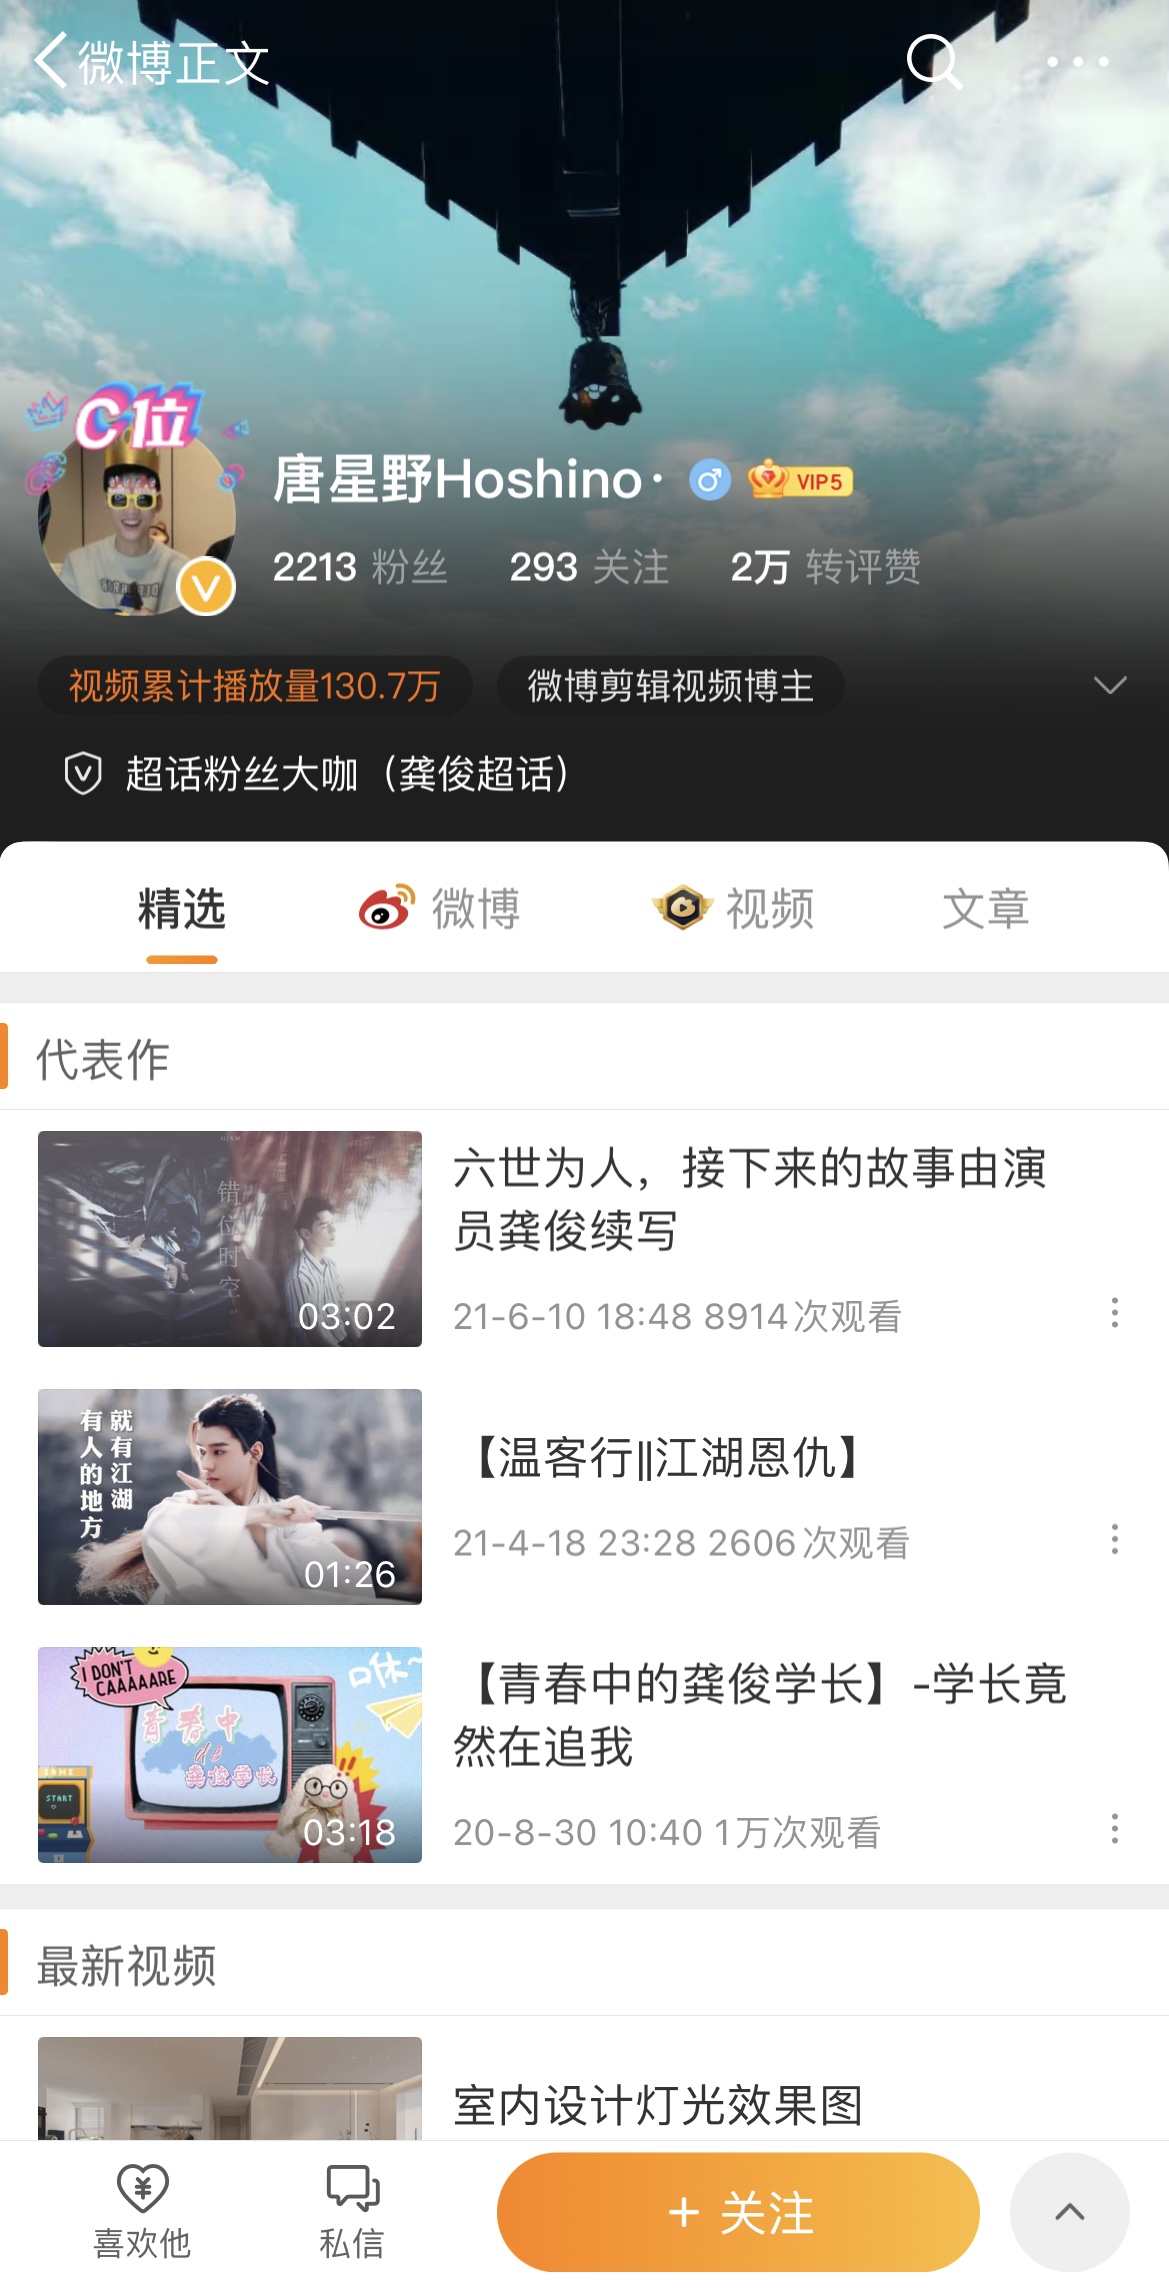 微博正文
C位
唐星野Hoshino·
VIP5
2213 粉丝 293 关注 2万 转评赞
视频累计播放量130.7万 微博剪辑视频博主
超话粉丝大咖（龚俊超话）
精选 微博 视频 文章
代表作
错位时空
03:02
六世为人，接下来的故事由演
员龚俊续写
21-6-10 18:48 8914次观看
就有江湖
有人的地方
01:26
【温客行||江湖恩仇】
21-4-18 23:28 2606次观看
I DON'T
CAAAAARE
口休~
青春中
de
龚俊学长
GAME
START
03:18
【青春中的龚俊学长】-学长竟
然在追我
20-8-30 10:40 1万次观看
最新视频
室内设计灯光效果图
喜欢他 私信 + 关注